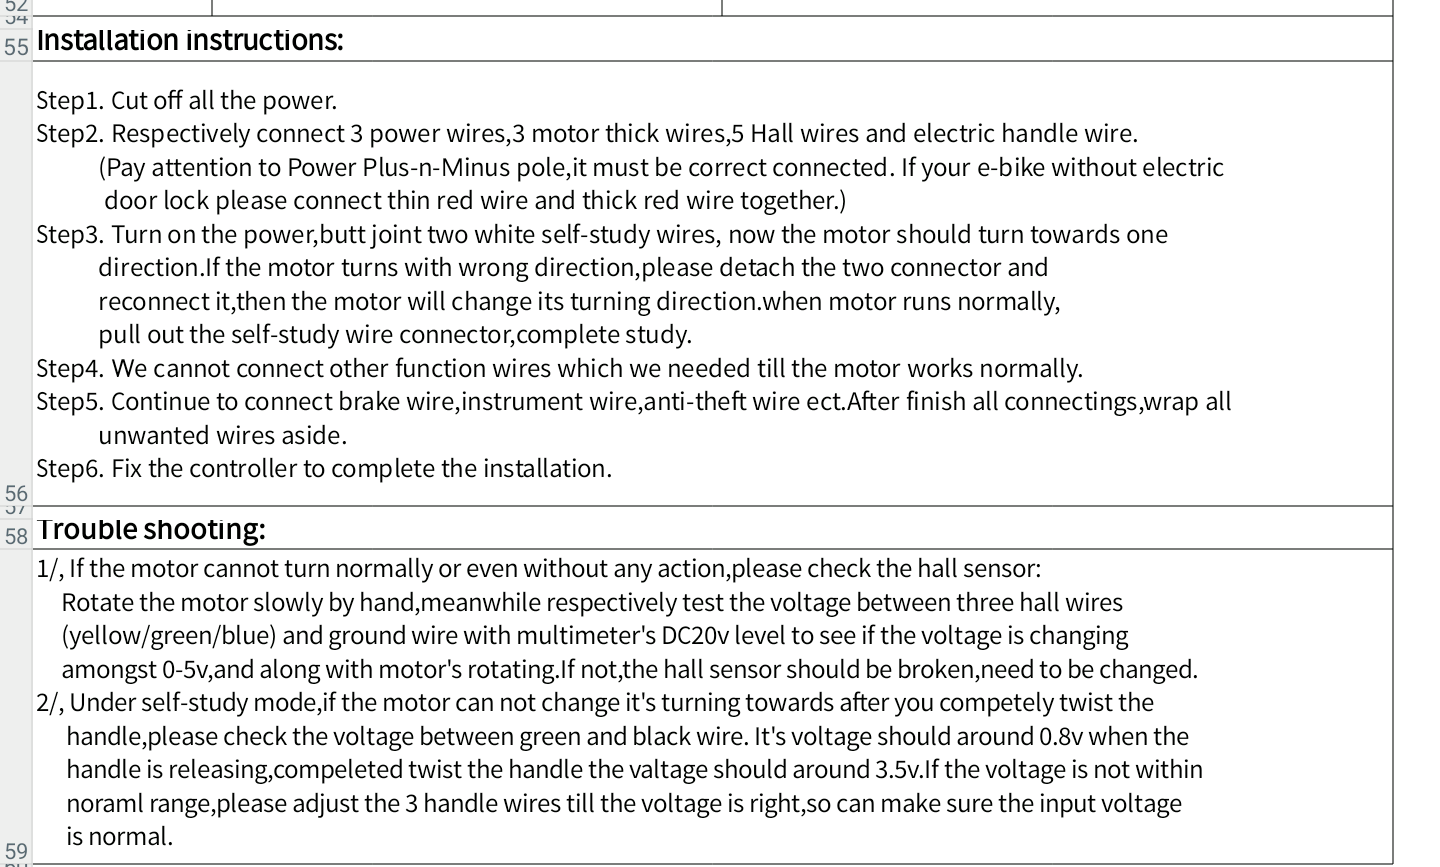 52
54
55 Installation instructions:
Step1. Cut off all the power.
Step2. Respectively connect 3 power wires,3 motor thick wires,5 Hall wires and electric handle wire.
(Pay attention to Power Plus-n-Minus pole,it must be correct connected. If your e-bike without electric
door lock please connect thin red wire and thick red wire together.)
Step3. Turn on the power,butt joint two white self-study wires, now the motor should turn towards one
direction.If the motor turns with wrong direction,please detach the two connector and
reconnect it,then the motor will change its turning direction.when motor runs normally,
pull out the self-study wire connector,complete study.
Step4. We cannot connect other function wires which we needed till the motor works normally.
Step5. Continue to connect brake wire,instrument wire,anti-theft wire ect.After finish all connectings,wrap all
unwanted wires aside.
Step6. Fix the controller to complete the installation.
56
57
58 Trouble shooting:
1/, If the motor cannot turn normally or even without any action,please check the hall sensor:
Rotate the motor slowly by hand,meanwhile respectively test the voltage between three hall wires
(yellow/green/blue) and ground wire with multimeter's DC20v level to see if the voltage is changing
amongst 0-5v,and along with motor's rotating.If not,the hall sensor should be broken,need to be changed.
2/, Under self-study mode,if the motor can not change it's turning towards after you competely twist the
handle,please check the voltage between green and black wire. It's voltage should around 0.8v when the
handle is releasing,compeleted twist the handle the valtage should around 3.5v.If the voltage is not within
noraml range,please adjust the 3 handle wires till the voltage is right,so can make sure the input voltage
is normal.
59